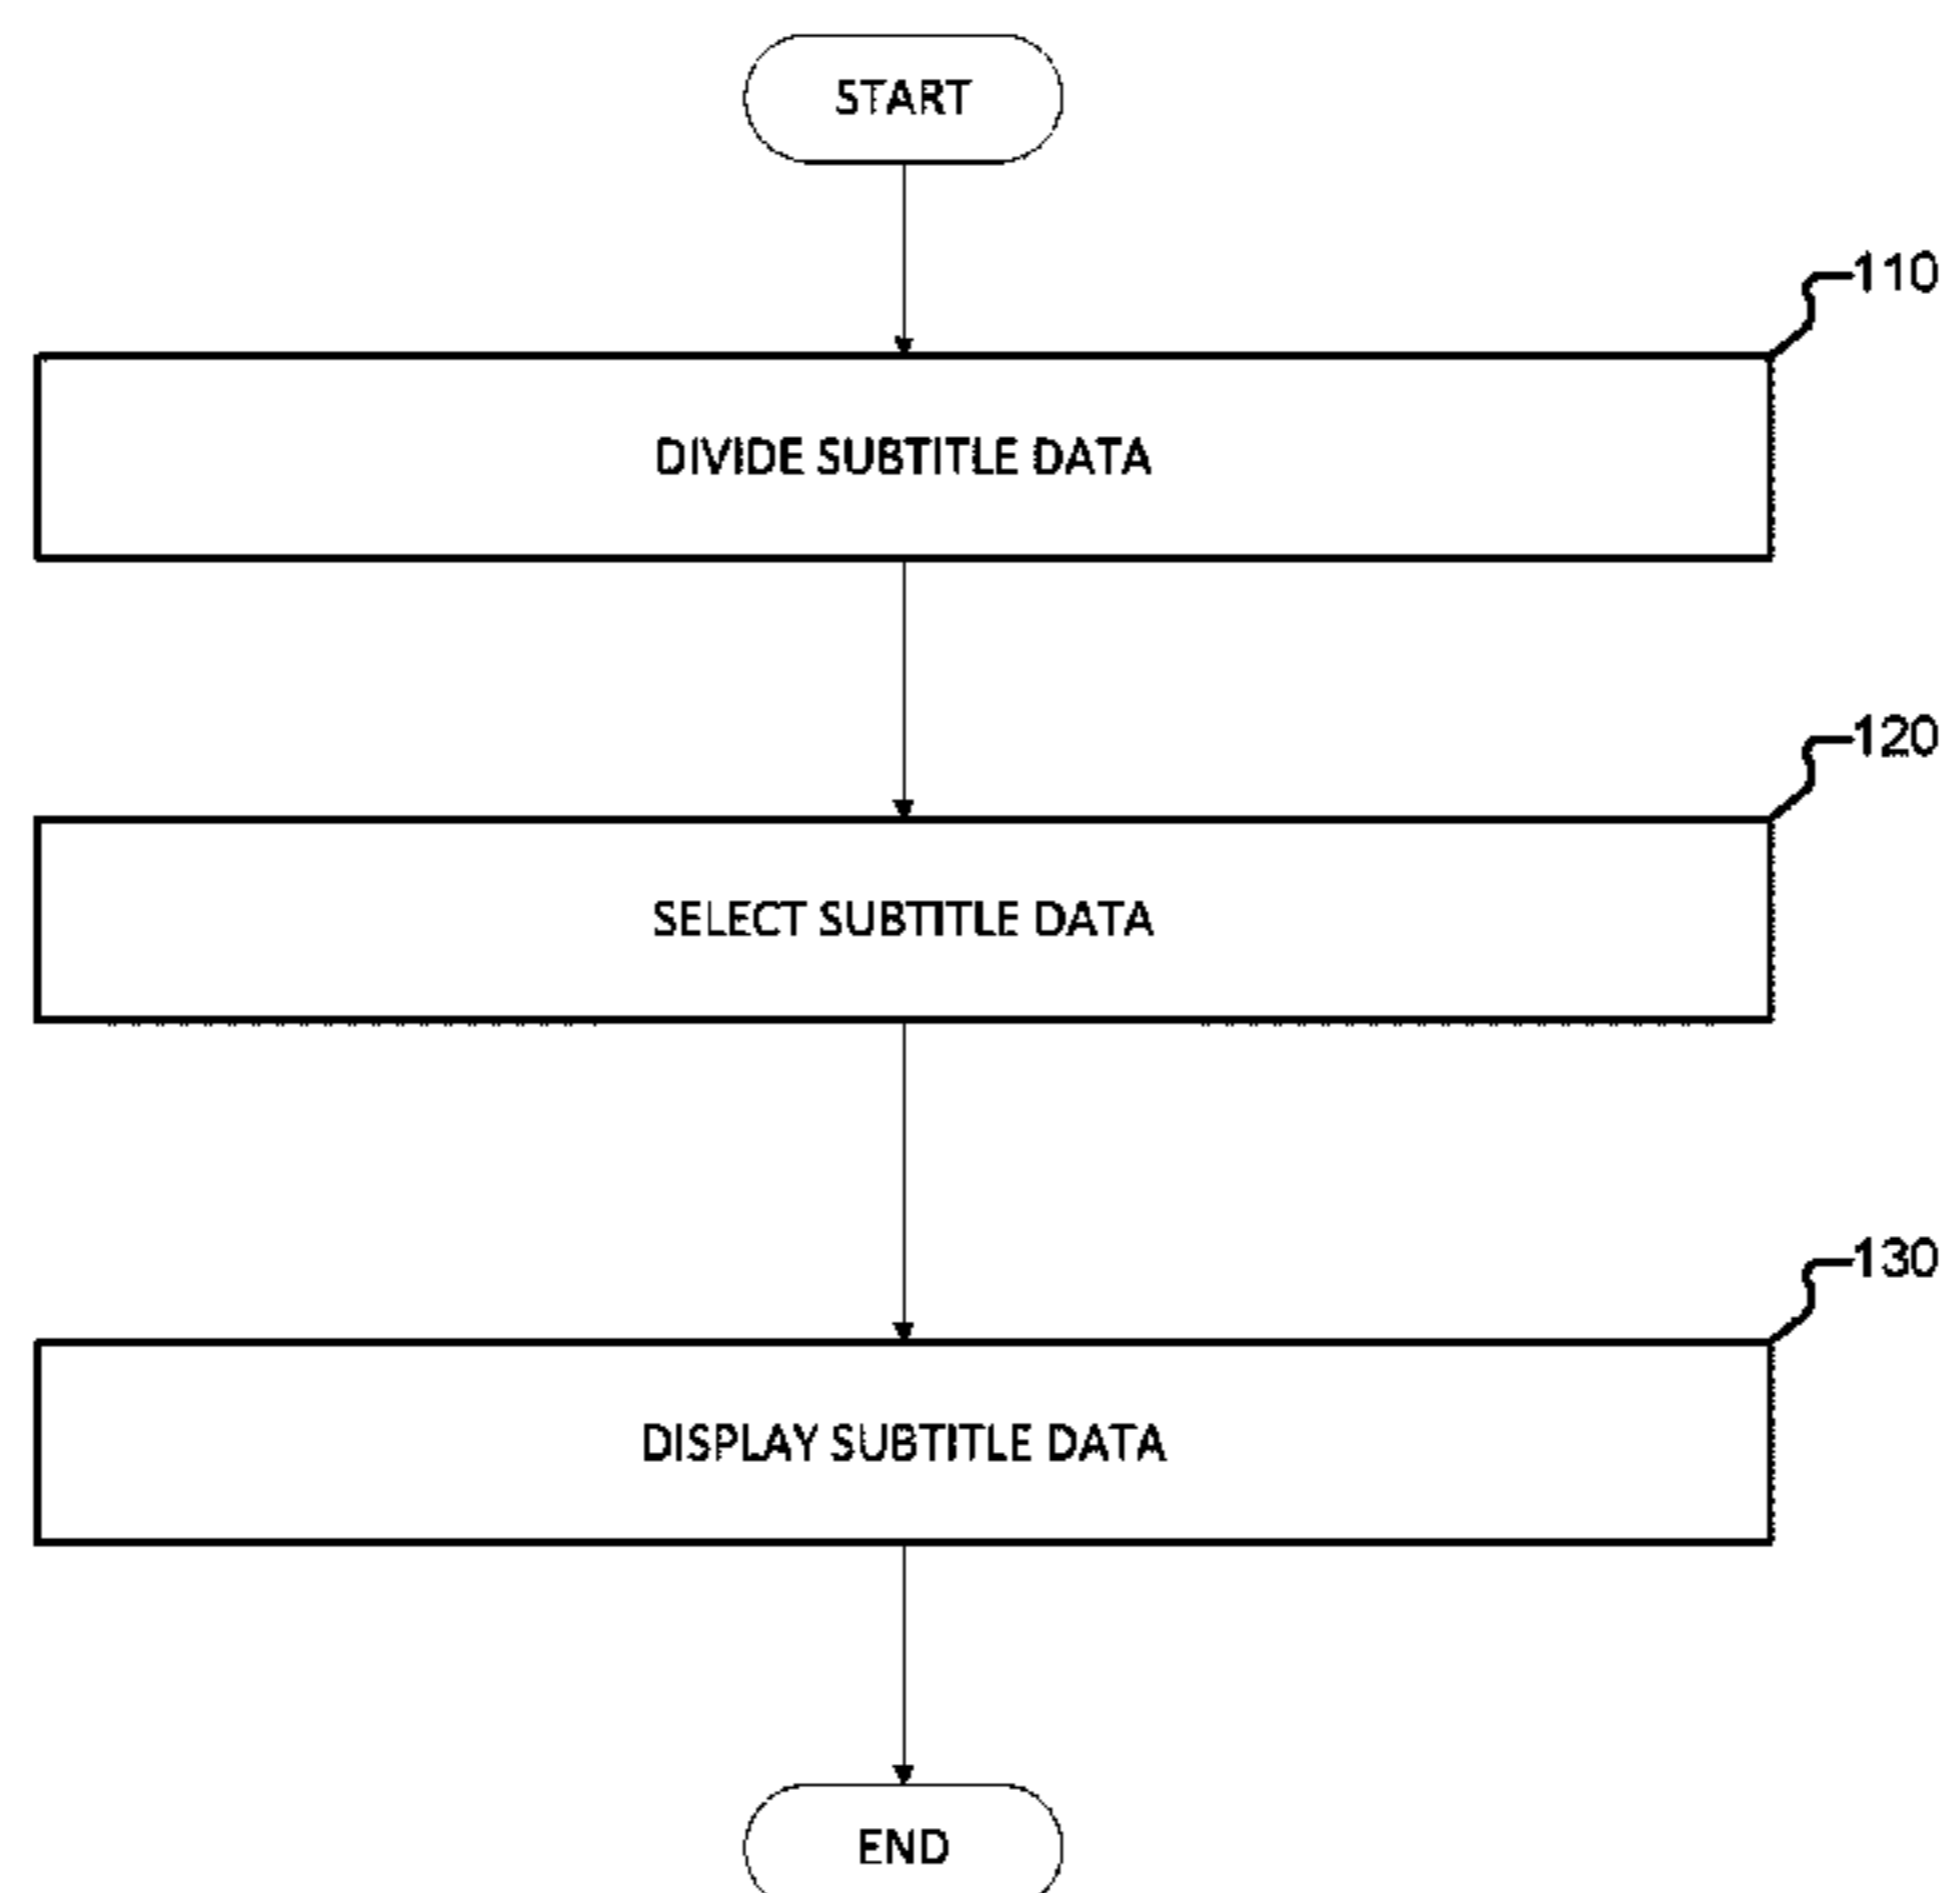 START
110
DIVIDE SUBTITLE DATA
120
SELECT SUBTITLE DATA
130
DISPLAY SUBTITLE DATA
END